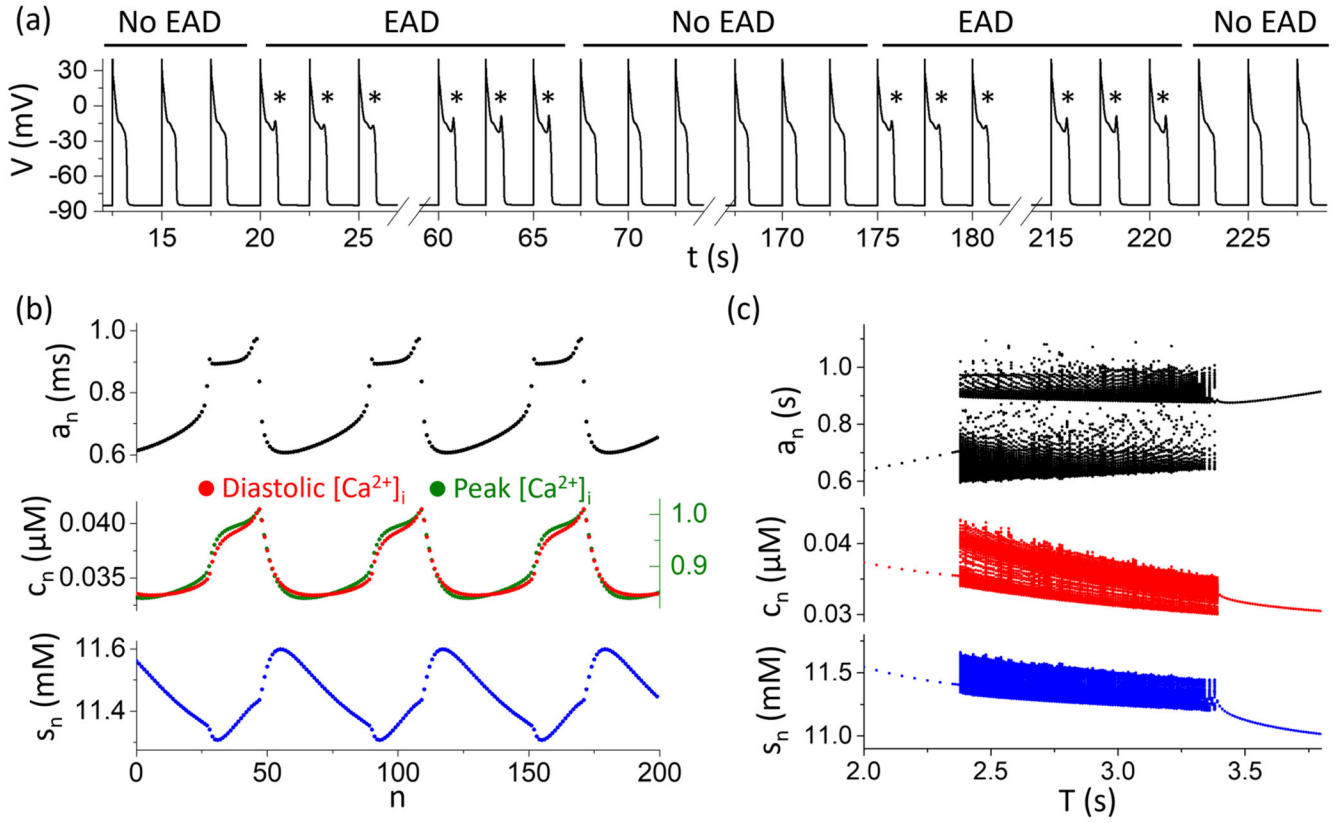 (a)
No EAD EAD No EAD EAD No EAD
V (mV)
30
0
-30
-60
-90
* * * * * * * * * * * *
15 20 25 60 65 70 170 175 180 215 220 225
t (s)
(b)
a_n (ms)
1.0
0.8
0.6
● Diastolic [Ca²⁺]ᵢ ● Peak [Ca²⁺]ᵢ
c_n (μM)
0.040
0.035
1.0
0.9
s_n (mM)
11.6
11.4
0 50 100 150 200
n
(c)
a_n (s)
1.0
0.8
0.6
c_n (μM)
0.04
0.03
s_n (mM)
11.5
11.0
2.0 2.5 3.0 3.5
T (s)